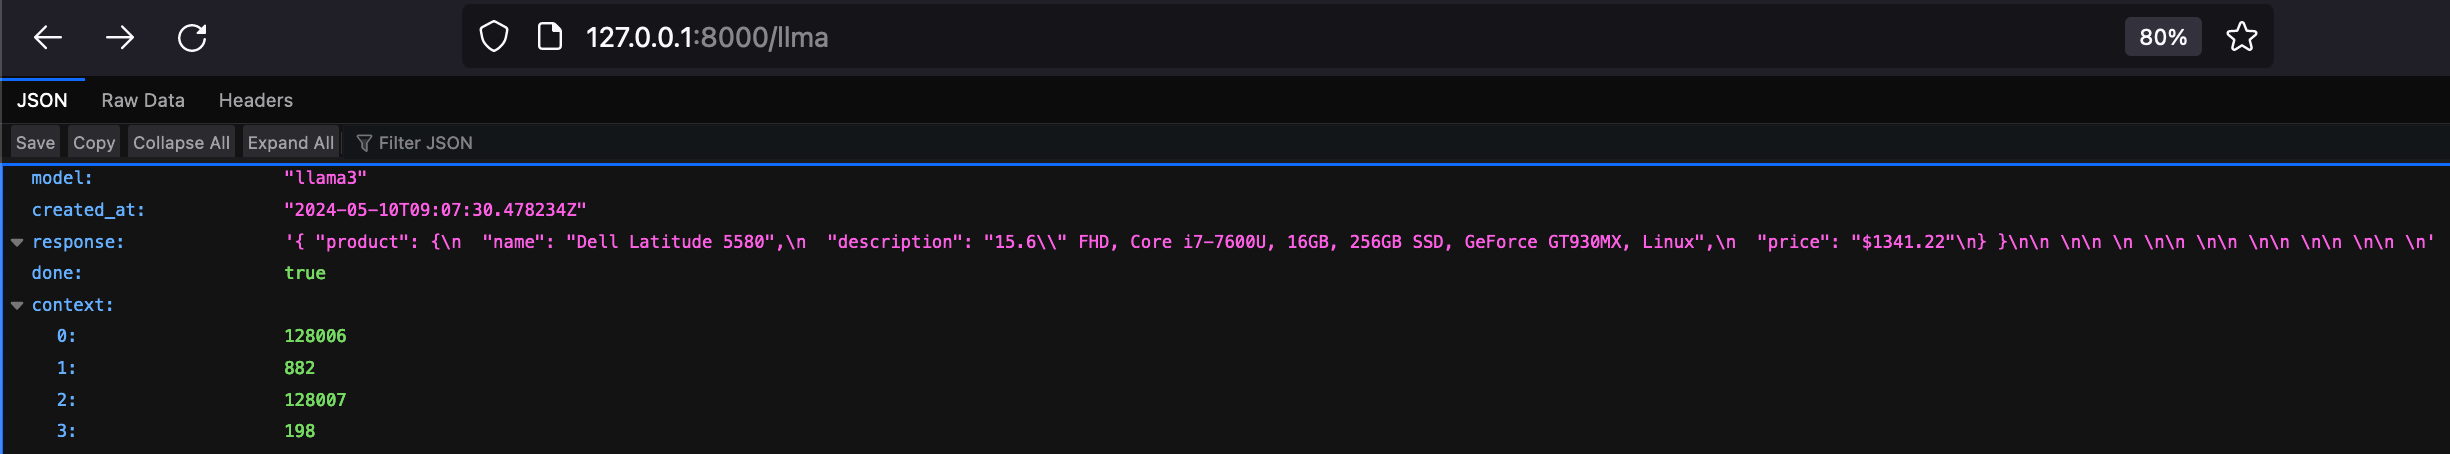 127.0.0.1:8000/llma 80%
JSON Raw Data Headers
Save Copy Collapse All Expand All Filter JSON
model: "llama3"
created_at: "2024-05-10T09:07:30.478234Z"
response: '{ "product": {\n  "name": "Dell Latitude 5580",\n  "description": "15.6\\" FHD, Core i7-7600U, 16GB, 256GB SSD, GeForce GT930MX, Linux",\n  "price": "$1341.22"\n} }\n\n \n\n \n \n\n \n\n \n\n \n\n \n\n \n'
done: true
context:
0: 128006
1: 882
2: 128007
3: 198